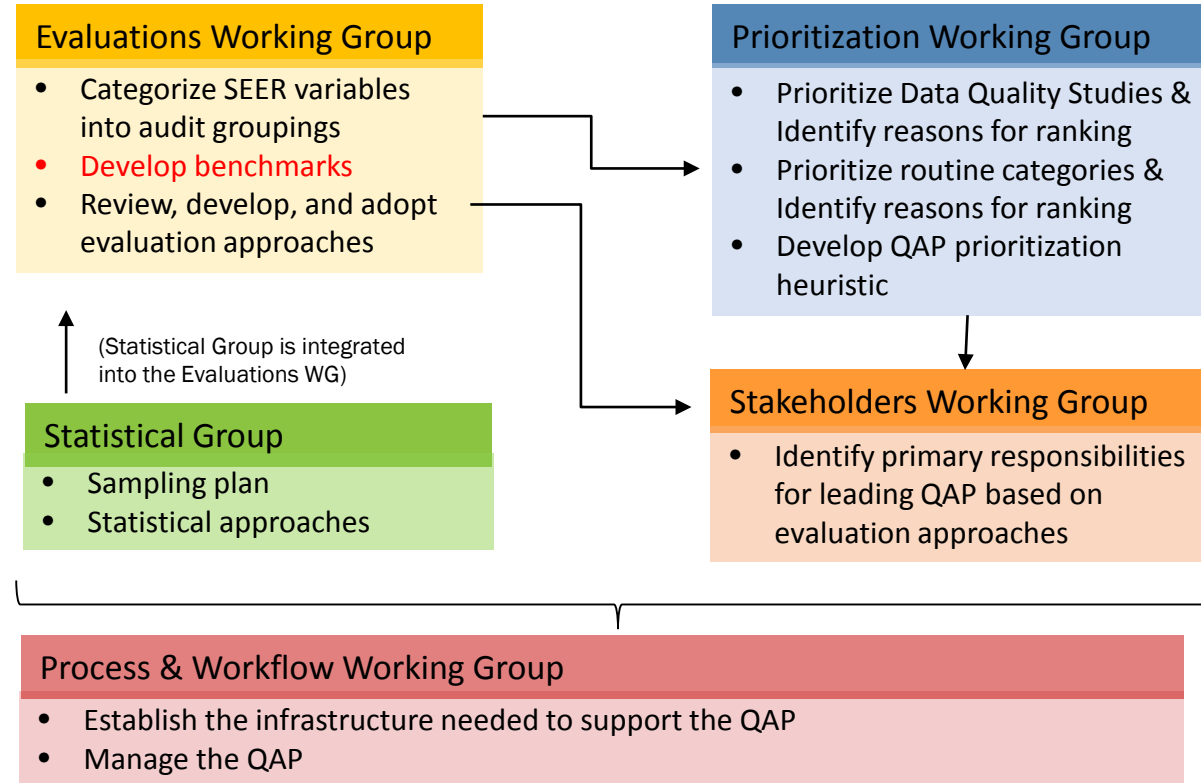 Evaluations Working Group
• Categorize SEER variables
into audit groupings
• Develop benchmarks
• Review, develop, and adopt
evaluation approaches
Prioritization Working Group
• Prioritize Data Quality Studies &
Identify reasons for ranking
• Prioritize routine categories &
Identify reasons for ranking
• Develop QAP prioritization
heuristic
(Statistical Group is integrated
into the Evaluations WG)
Statistical Group
• Sampling plan
• Statistical approaches
Stakeholders Working Group
• Identify primary responsibilities
for leading QAP based on
evaluation approaches
Process & Workflow Working Group
• Establish the infrastructure needed to support the QAP
• Manage the QAP